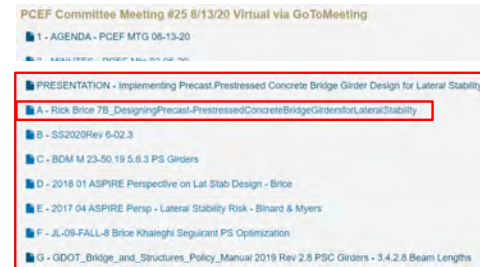 PCEF Committee Meeting #25 8/13/20 Virtual via GoToMeeting
1 - AGENDA - PCEF MTG 08-13-20
2 - MINUTES - PCEF Mtg
PRESENTATION - Implementing Precast.Prestressed Concrete Bridge Girder Design for Lateral Stability
A - Rick Brice 7B_DesigningPrecast-PrestressedConcreteBridgeGirdersforLateralStability
B - SS2020Rev 6-02.3
C - BDM M 23-50.19 5.6.3 PS Girders
D - 2018 01 ASPIRE Perspective on Lat Stab Design - Brice
E - 2017 04 ASPIRE Persp - Lateral Stability Risk - Binard & Myers
F - JL-09-FALL-8 Brice Khaleghi Seguirant PS Optimization
G - GDOT_Bridge_and_Structures_Policy_Manual 2019 Rev 2.8 PSC Girders - 3.4.2.8 Beam Lengths